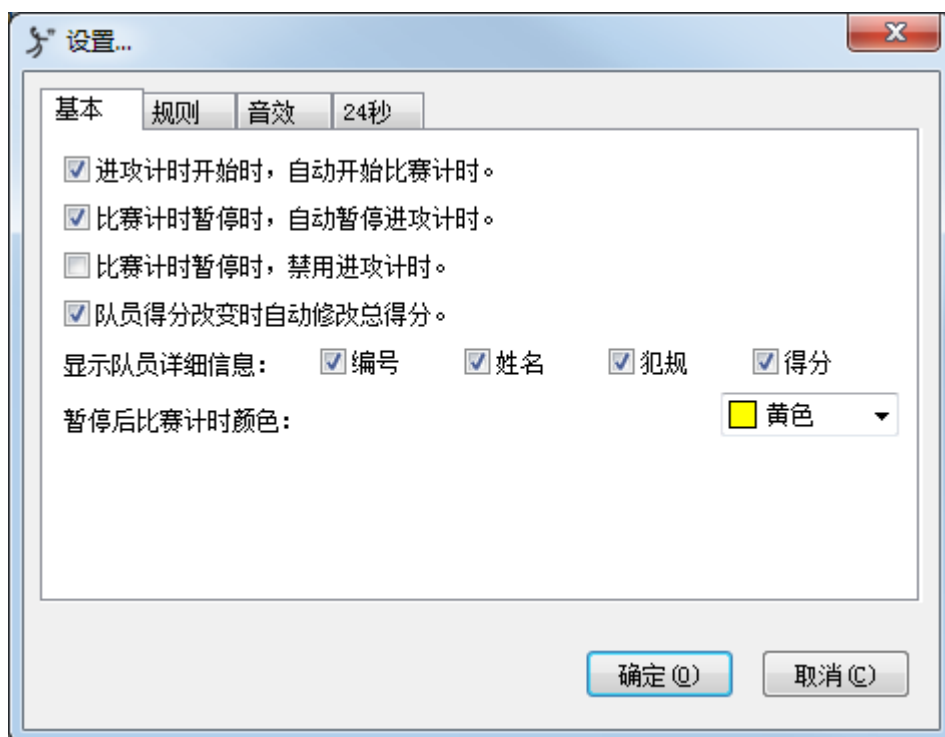 设置...
基本 规则 音效 24秒
进攻计时开始时，自动开始比赛计时。
比赛计时暂停时，自动暂停进攻计时。
比赛计时暂停时，禁用进攻计时。
队员得分改变时自动修改总得分。
显示队员详细信息： 编号 姓名 犯规 得分
暂停后比赛计时颜色： 黄色
确定(O) 取消(C)